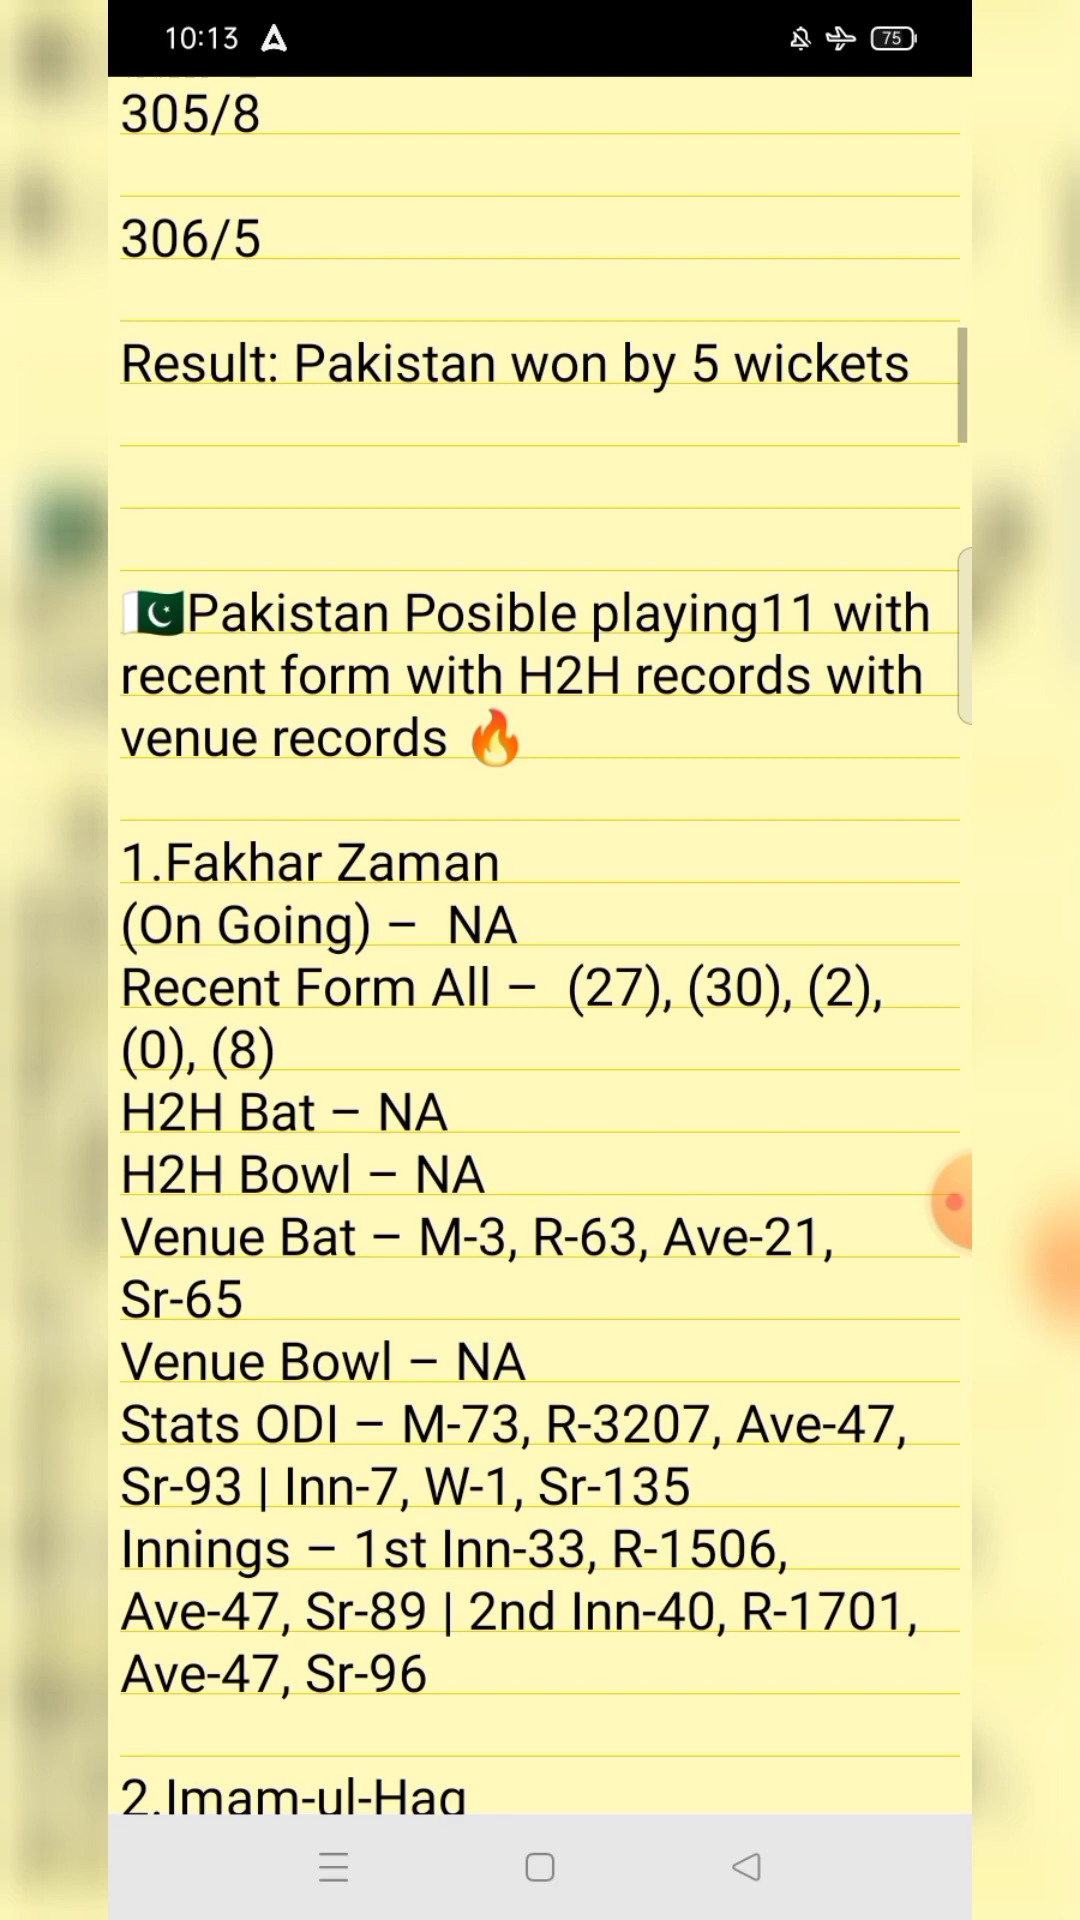 10:13
75
305/8
306/5
Result: Pakistan won by 5 wickets
🇵🇰Pakistan Posible playing11 with
recent form with H2H records with
venue records 🔥
1.Fakhar Zaman
(On Going) –  NA
Recent Form All –  (27), (30), (2),
(0), (8)
H2H Bat – NA
H2H Bowl – NA
Venue Bat – M-3, R-63, Ave-21,
Sr-65
Venue Bowl – NA
Stats ODI – M-73, R-3207, Ave-47,
Sr-93 | Inn-7, W-1, Sr-135
Innings – 1st Inn-33, R-1506,
Ave-47, Sr-89 | 2nd Inn-40, R-1701,
Ave-47, Sr-96
2.Imam-ul-Haq